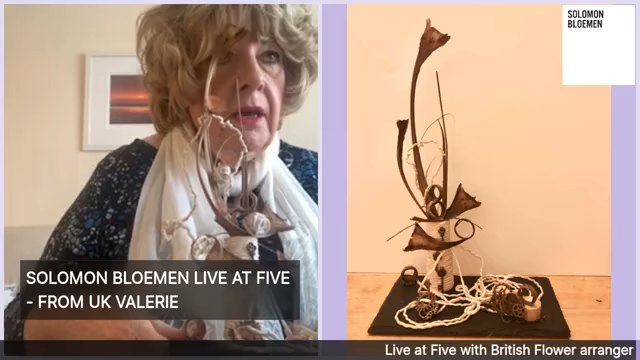 SOLOMON
BLOEMEN
SOLOMON BLOEMEN LIVE AT FIVE
- FROM UK VALERIE
Live at Five with British Flower arranger